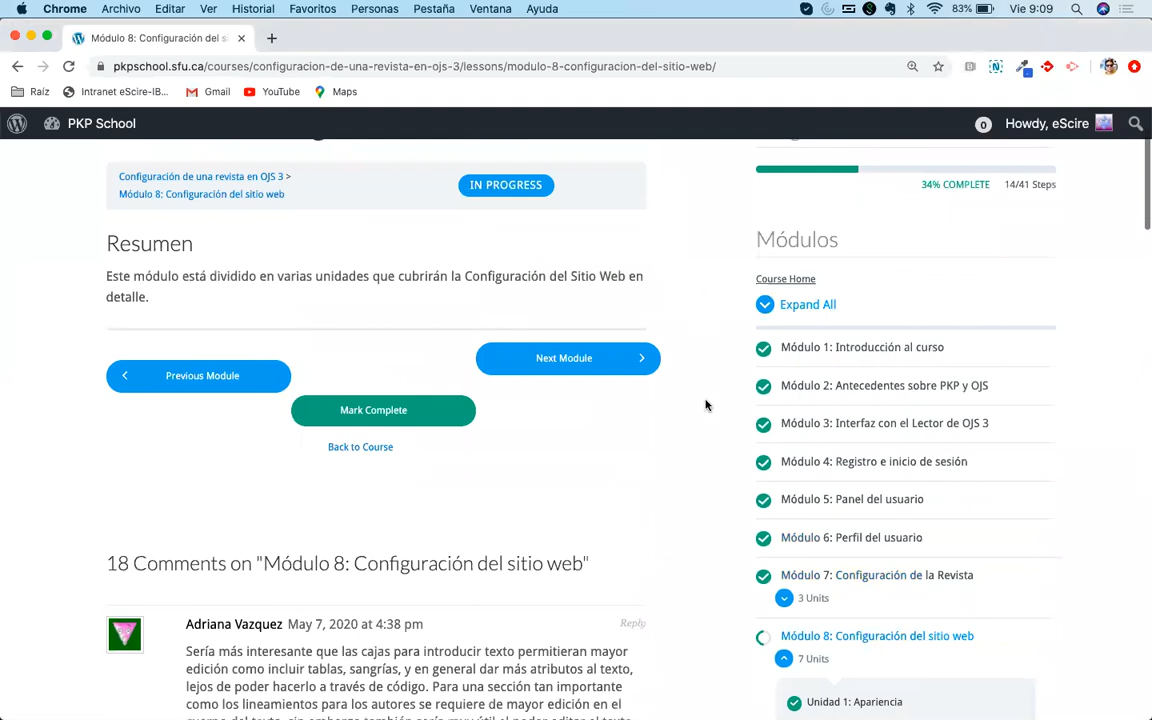 Chrome Archivo Editar Ver Historial Favoritos Personas Pestaña Ventana Ayuda 83% Vie 9:09
Módulo 8: Configuración del s
pkpschool.sfu.ca/courses/configuracion-de-una-revista-en-ojs-3/lessons/modulo-8-configuracion-del-sitio-web/
Raíz Intranet eScire-IB... Gmail YouTube Maps
PKP School 0 Howdy, eScire
Configuración de una revista en OJS 3 >
Módulo 8: Configuración del sitio web
IN PROGRESS
Resumen
Este módulo está dividido en varias unidades que cubrirán la Configuración del Sitio Web en
detalle.
Previous Module
Next Module
Mark Complete
Back to Course
18 Comments on "Módulo 8: Configuración del sitio web"
Adriana Vazquez May 7, 2020 at 4:38 pm Reply
Sería más interesante que las cajas para introducir texto permitieran mayor
edición como incluir tablas, sangrías, y en general dar más atributos al texto,
lejos de poder hacerlo a través de código. Para una sección tan importante
como los lineamientos para los autores se requiere de mayor edición en el
34% COMPLETE 14/41 Steps
Módulos
Course Home
Expand All
Módulo 1: Introducción al curso
Módulo 2: Antecedentes sobre PKP y OJS
Módulo 3: Interfaz con el Lector de OJS 3
Módulo 4: Registro e inicio de sesión
Módulo 5: Panel del usuario
Módulo 6: Perfil del usuario
Módulo 7: Configuración de la Revista
3 Units
Módulo 8: Configuración del sitio web
7 Units
Unidad 1: Apariencia